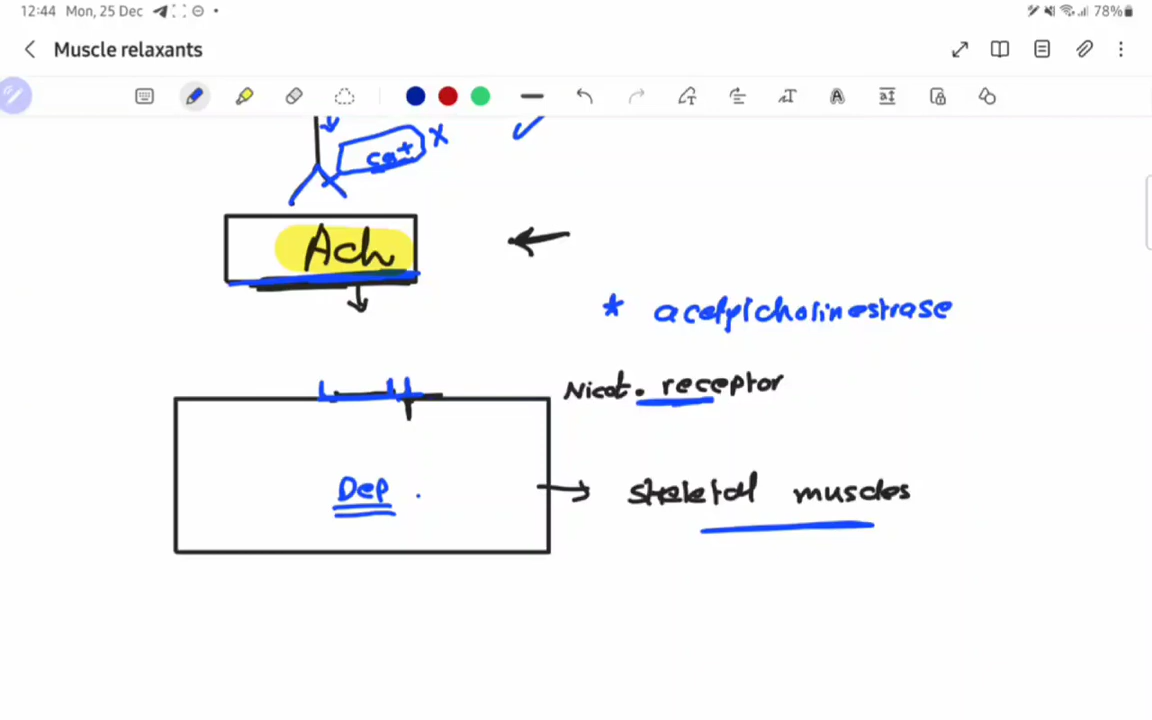 12:44 Mon, 25 Dec
78%
Muscle relaxants
ca+ x
Ach
* acetylcholinestrase
Nicot. receptor
Dep.
skeletal muscles